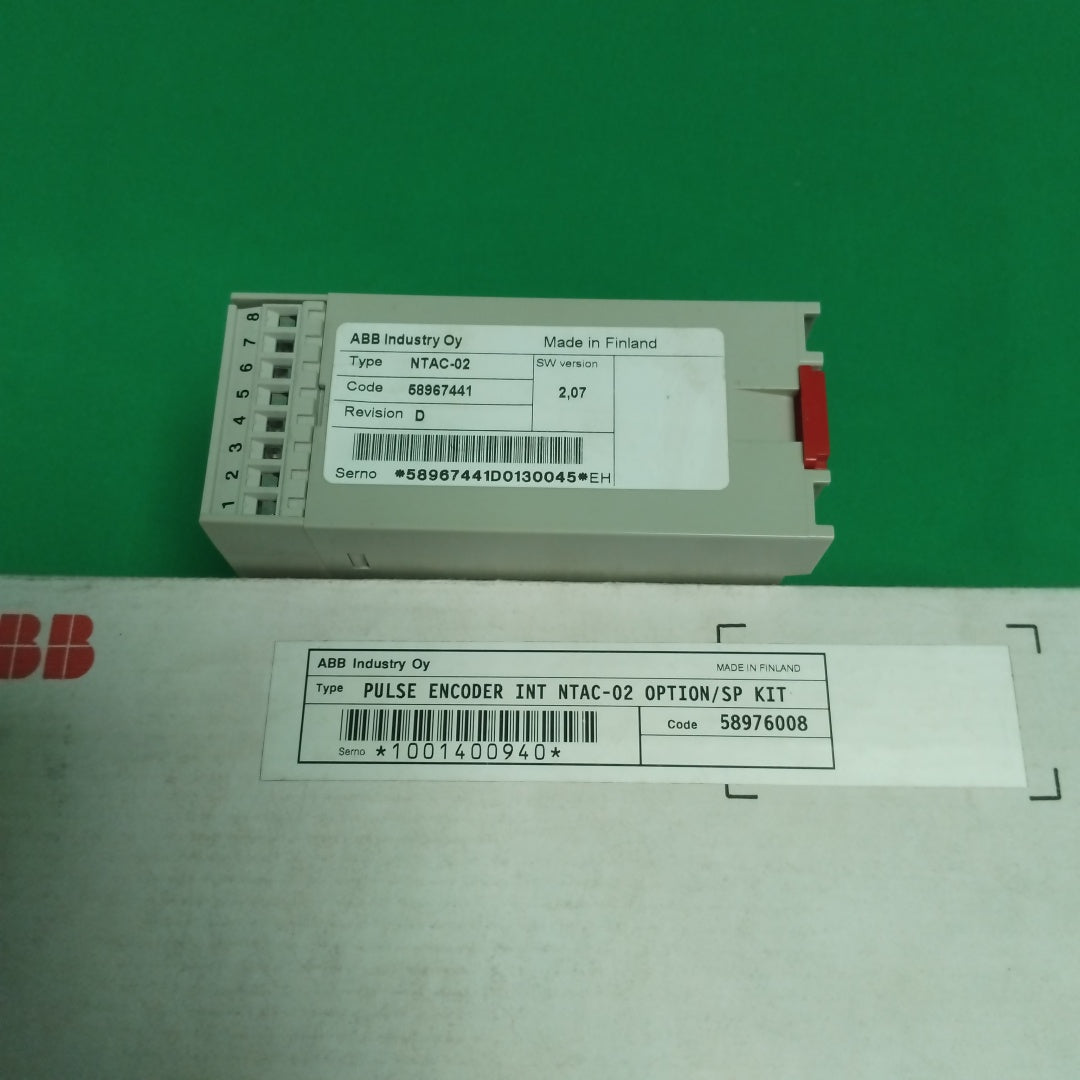 8
7
6
5
4
3
2
1
ABB Industry Oy Made in Finland
Type NTAC-02 SW version
Code 58967441 2,07
Revision D
Serno *58967441D0130045*EH
BB
ABB Industry Oy MADE IN FINLAND
Type PULSE ENCODER INT NTAC-02 OPTION/SP KIT
Code 58976008
Serno *1001400940*